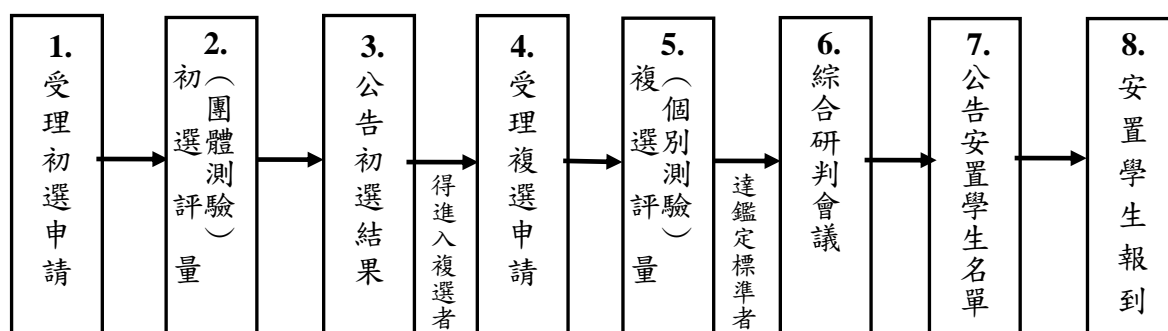 1.
受理初選申請
2.
初選評量
（團體測驗）
3.
公告初選結果
得進入複選者
4.
受理複選申請
5.
複選評量
（個別測驗）
達鑑定標準者
6.
綜合研判會議
7.
公告安置學生名單
8.
安置學生報到